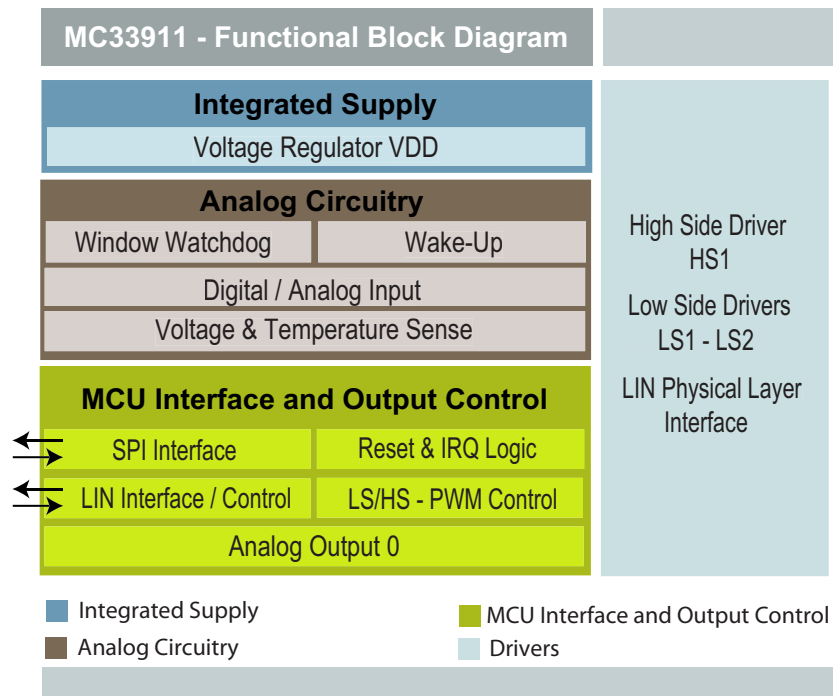 MC33911 - Functional Block Diagram
Integrated Supply
Voltage Regulator VDD
Analog Circuitry
Window Watchdog
Wake-Up
Digital / Analog Input
Voltage & Temperature Sense
MCU Interface and Output Control
SPI Interface
Reset & IRQ Logic
LIN Interface / Control
LS/HS - PWM Control
Analog Output 0
High Side Driver
HS1
Low Side Drivers
LS1 - LS2
LIN Physical Layer
Interface
Integrated Supply
MCU Interface and Output Control
Analog Circuitry
Drivers